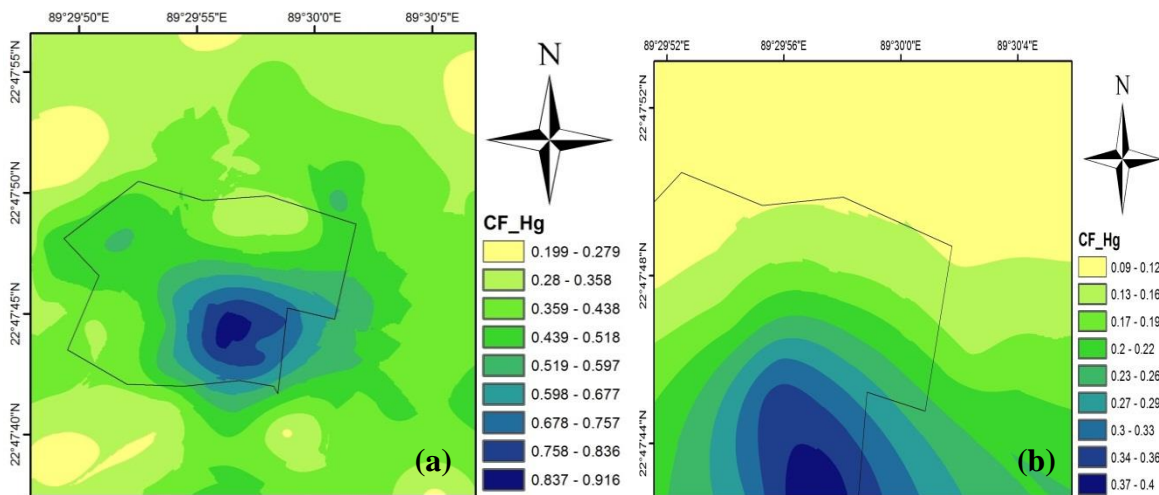 89°29'50"E 89°29'55"E 89°30'0"E 89°30'5"E
22°47'55"N
22°47'50"N
22°47'45"N
22°47'40"N
N
CF_Hg
0.199 - 0.279
0.28 - 0.358
0.359 - 0.438
0.439 - 0.518
0.519 - 0.597
0.598 - 0.677
0.678 - 0.757
0.758 - 0.836
0.837 - 0.916
(a)
89°29'52"E 89°29'56"E 89°30'0"E 89°30'4"E
22°47'52"N
22°47'48"N
22°47'44"N
N
CF_Hg
0.09 - 0.12
0.13 - 0.16
0.17 - 0.19
0.2 - 0.22
0.23 - 0.26
0.27 - 0.29
0.3 - 0.33
0.34 - 0.36
0.37 - 0.4
(b)